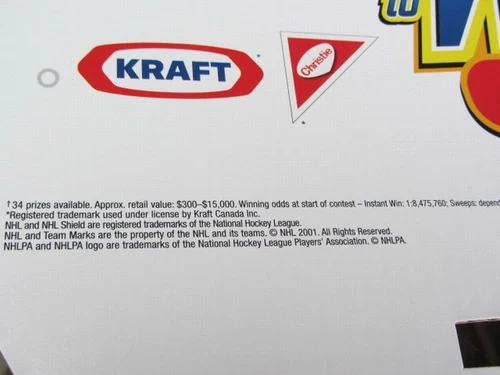 to W
KRAFT*
Christie
*
†34 prizes available. Approx. retail value: $300–$15,000. Winning odds at start of contest – Instant Win: 1:8,475,760; Sweeps: depend
*Registered trademark used under license by Kraft Canada Inc.
NHL and NHL Shield are registered trademarks of the National Hockey League.
NHL and Team Marks are the property of the NHL and its teams. © NHL 2001. All Rights Reserved.
NHLPA and NHLPA logo are trademarks of the National Hockey League Players' Association. © NHLPA.